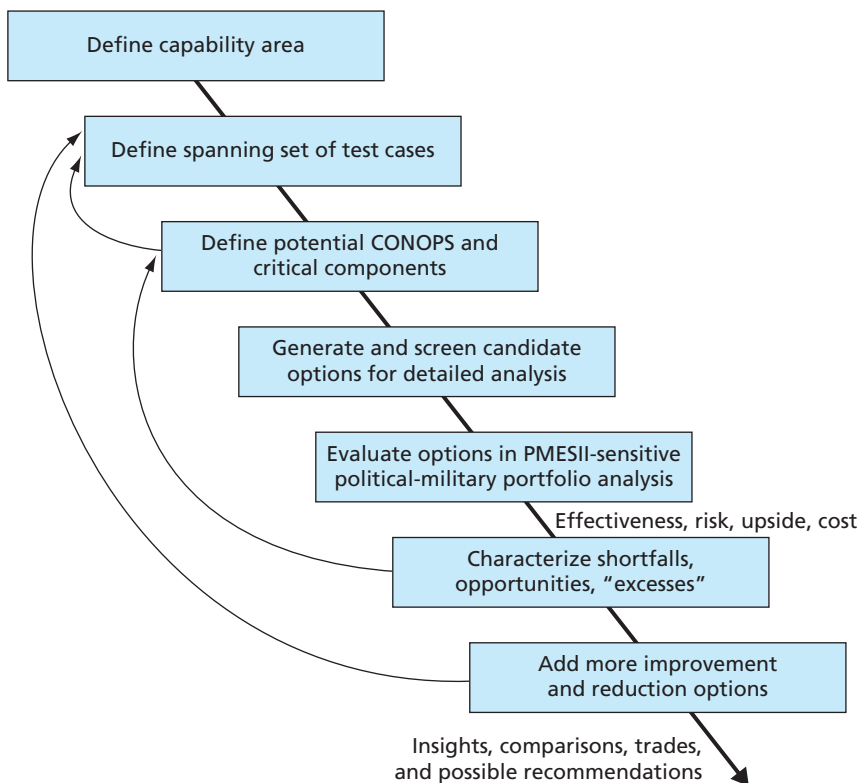 Define capability area
Define spanning set of test cases
Define potential CONOPS and
critical components
Generate and screen candidate
options for detailed analysis
Evaluate options in PMESII-sensitive
political-military portfolio analysis
Effectiveness, risk, upside, cost
Characterize shortfalls,
opportunities, “excesses”
Add more improvement
and reduction options
Insights, comparisons, trades,
and possible recommendations